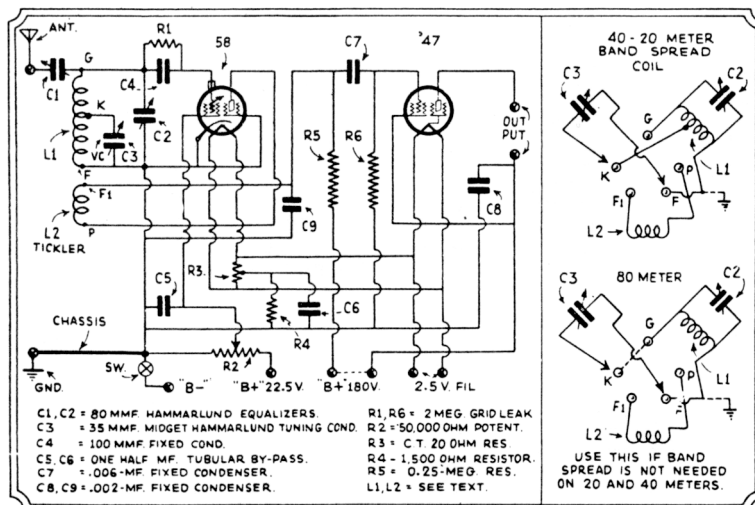 ANT.
R1
58
C7
'47
G
C4
C1
K
L1
VC
C3
C2
R5
R6
OUT
PUT
F
F1
L2
TICKLER
P
C9
C8
R3
C5
C6
R4
CHASSIS
GND.
SW.
"B-"
R2
"B+" 22.5V.
"B+" 180V.
2.5 V. FIL
C1, C2 = 80 MMF. HAMMARLUND EQUALIZERS.
C3 = 35 MMF. MIDGET HAMMARLUND TUNING COND.
C4 = 100 MMF. FIXED COND.
C5, C6 = ONE HALF MF. TUBULAR BY-PASS.
C7 = .006-MF. FIXED CONDENSER.
C8, C9 = .002-MF. FIXED CONDENSER.
R1, R6 = 2 MEG. GRID LEAK
R2 = 50,000 OHM POTENT.
R3 = C.T. 20 OHM RES.
R4 - 1,500 OHM RESISTOR.
R5 = 0.25-MEG. RES.
L1, L2 = SEE TEXT.
40-20 METER
BAND SPREAD
COIL
C3
C2
G
L1
K
P
F1
F
L2
80 METER
C3
C2
G
K
P
L1
F1
F
L2
USE THIS IF BAND
SPREAD IS NOT NEEDED
ON 20 AND 40 METERS.